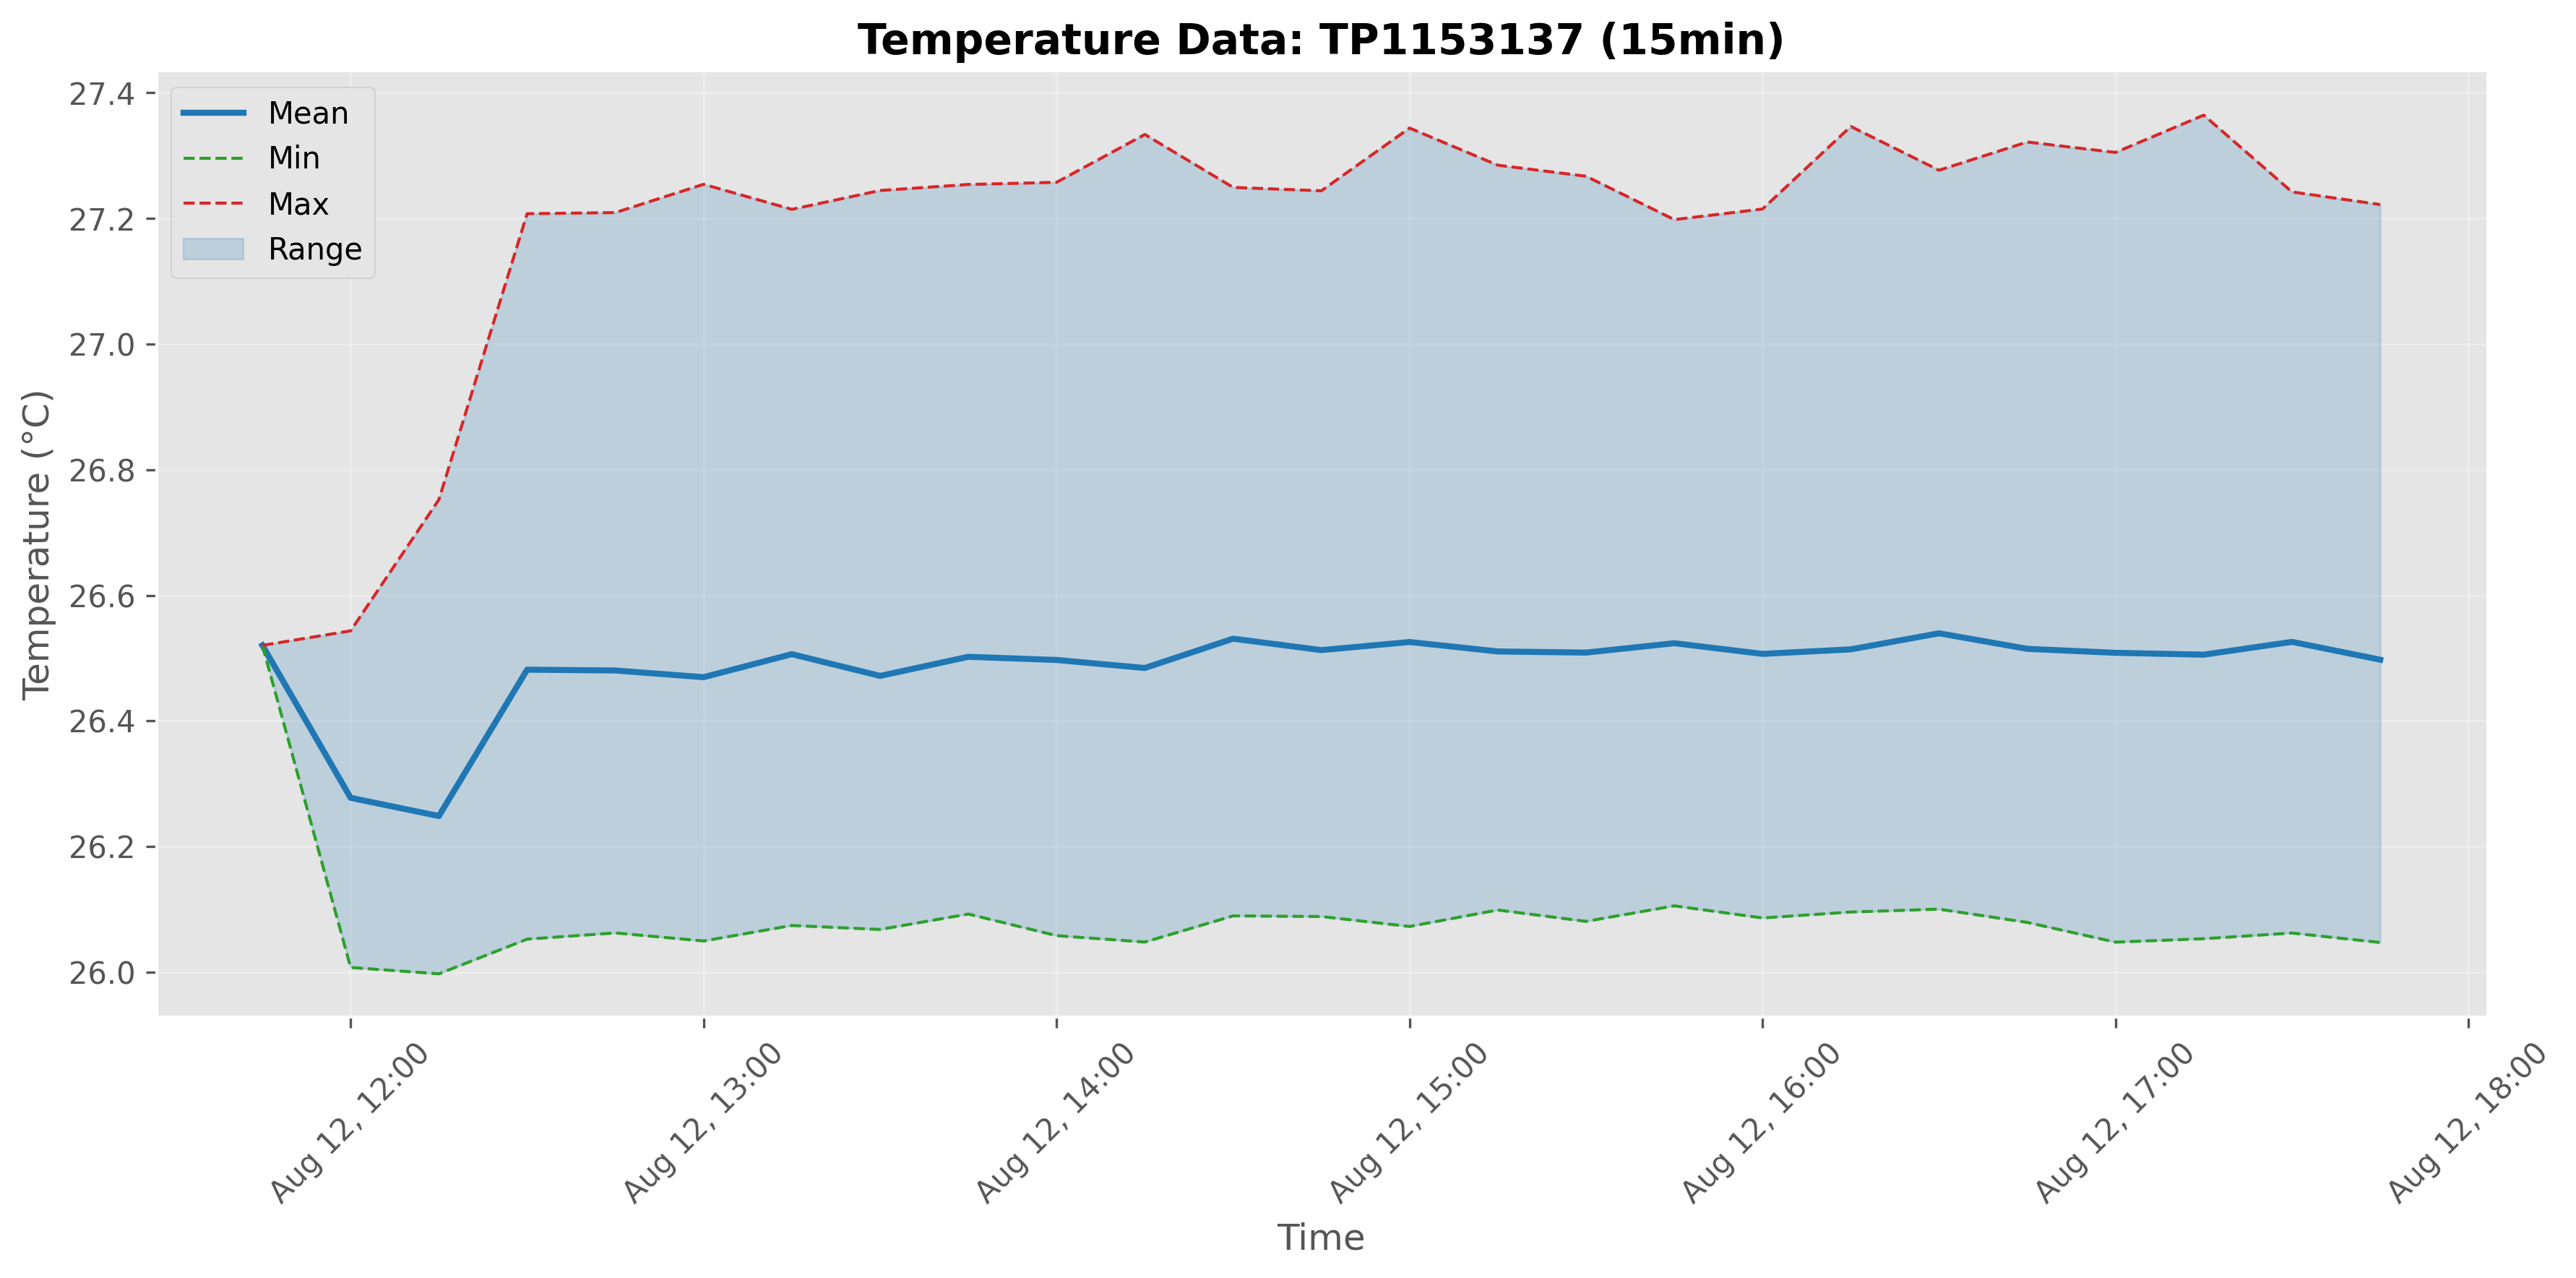 Temperature Data: TP1153137 (15min)
Mean
Min
Max
Range
Temperature (°C)
27.4
27.2
27.0
26.8
26.6
26.4
26.2
26.0
Aug 12, 12:00
Aug 12, 13:00
Aug 12, 14:00
Aug 12, 15:00
Aug 12, 16:00
Aug 12, 17:00
Aug 12, 18:00
Time